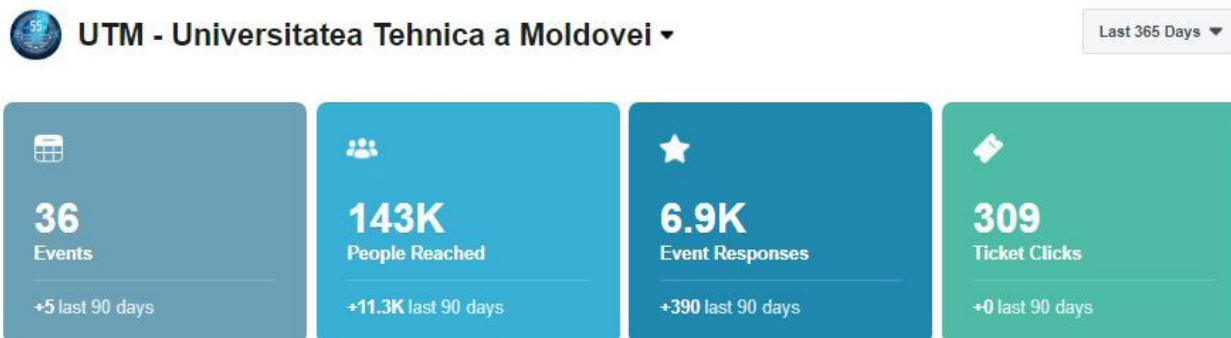 55
UTM - Universitatea Tehnica a Moldovei
Last 365 Days
36
Events
+5 last 90 days
143K
People Reached
+11.3K last 90 days
6.9K
Event Responses
+390 last 90 days
309
Ticket Clicks
+0 last 90 days